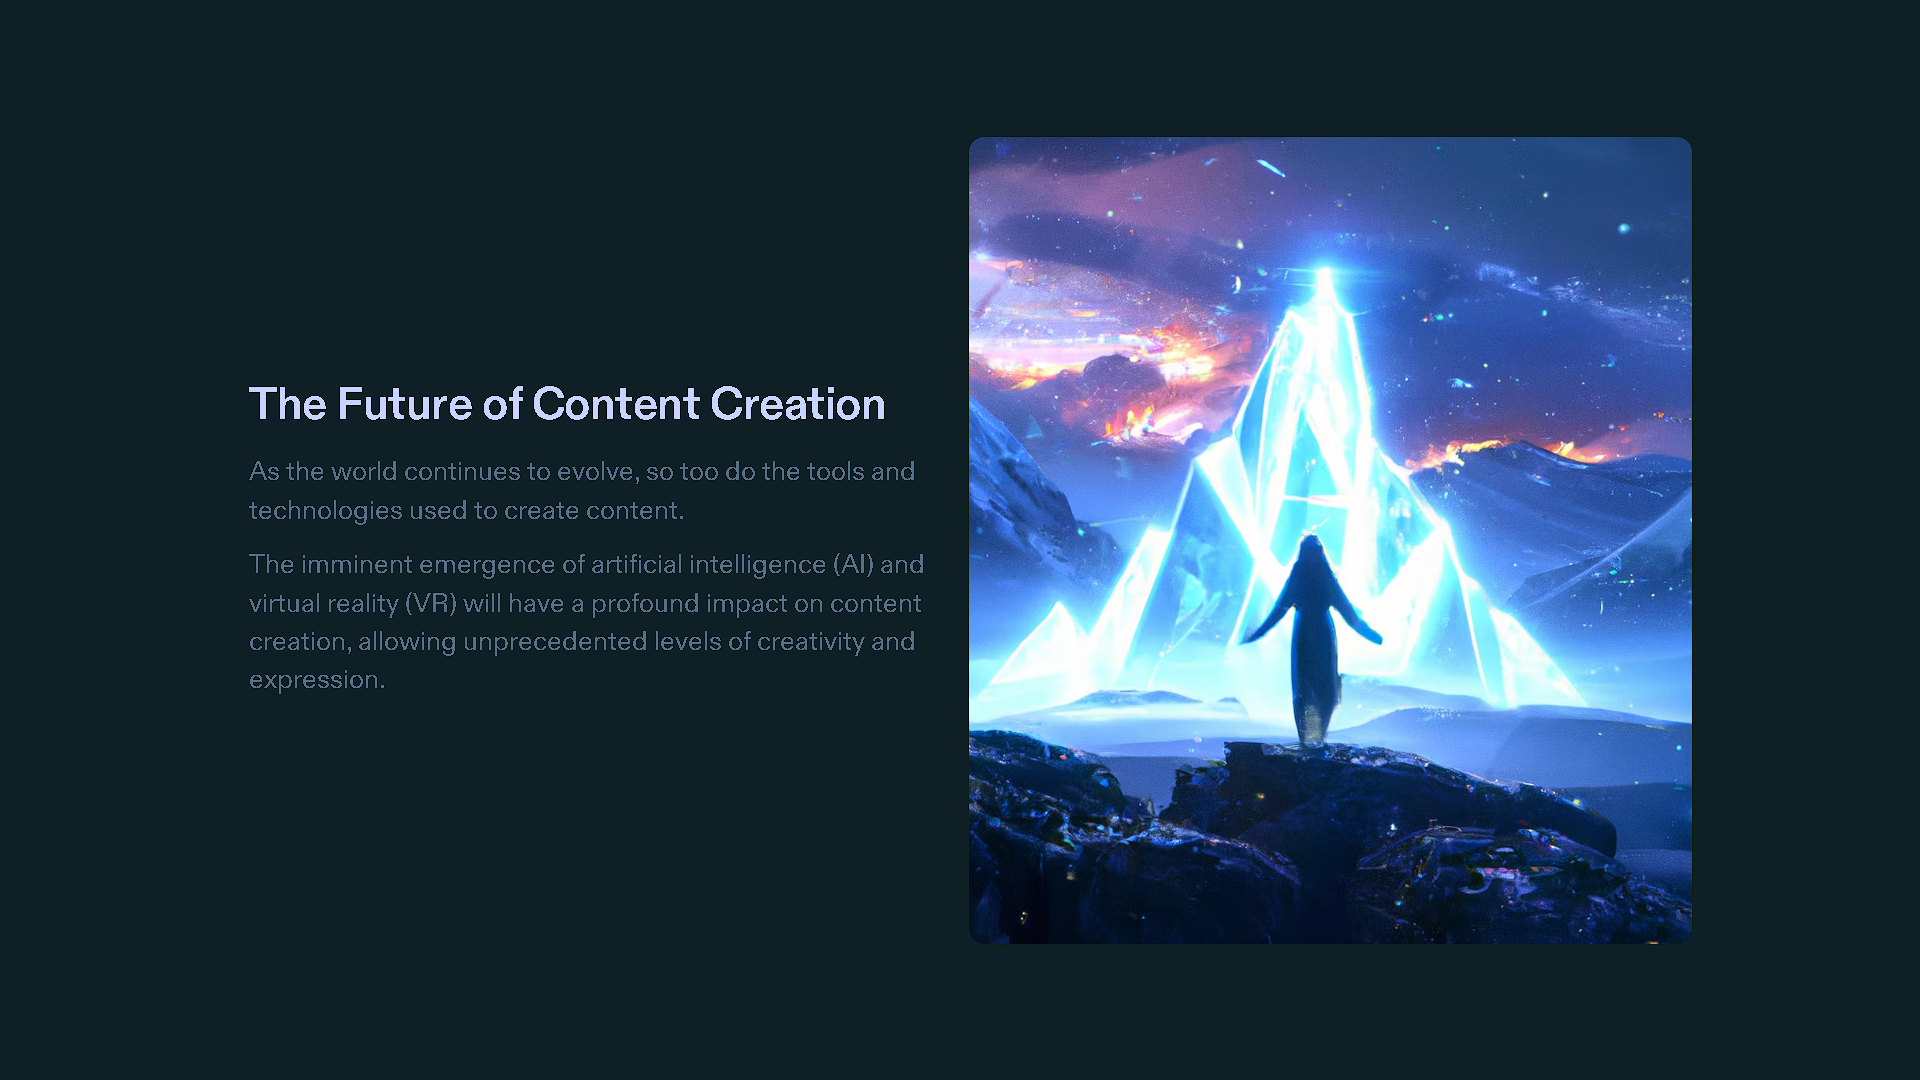 The Future of Content Creation
As the world continues to evolve, so too do the tools and
technologies used to create content.
The imminent emergence of artificial intelligence (AI) and
virtual reality (VR) will have a profound impact on content
creation, allowing unprecedented levels of creativity and
expression.